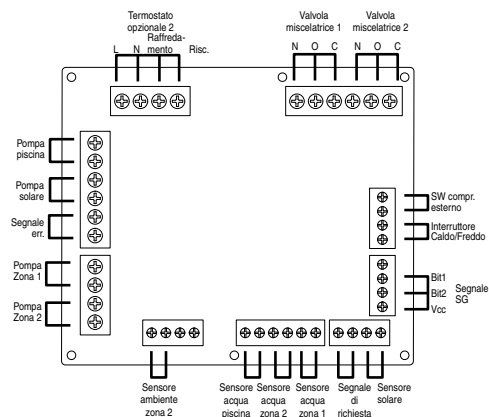 Termostato
opzionale 2
Raffreda-
mento
L N Risc.
Valvola
miscelatrice 1
N O C
Valvola
miscelatrice 2
N O C
Pompa
piscina
Pompa
solare
Segnale
err.
Pompa
Zona 1
Pompa
Zona 2
SW compr.
esterno
Interruttore
Caldo/Freddo
Bit1
Bit2
Vcc
Segnale
SG
Sensore
ambiente
zona 2
Sensore
acqua
piscina
Sensore
acqua
zona 2
Sensore
acqua
zona 1
Segnale
di
richiesta
Sensore
solare